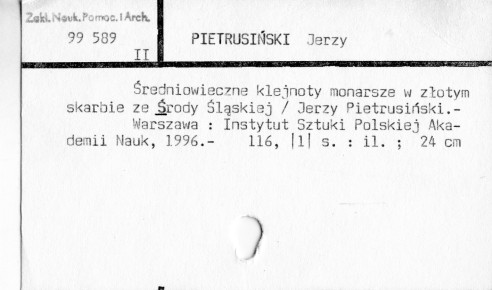 Zakł. Nauk. Pomoc. i Arch.
99 589
II
PIETRUSIŃSKI Jerzy
Średniowieczne klejnoty monarsze w złotym
skarbie ze Środy Śląskiej / Jerzy Pietrusiński.-
Warszawa : Instytut Sztuki Polskiej Aka-
demii Nauk, 1996.- 116, |1| s. : il. ; 24 cm